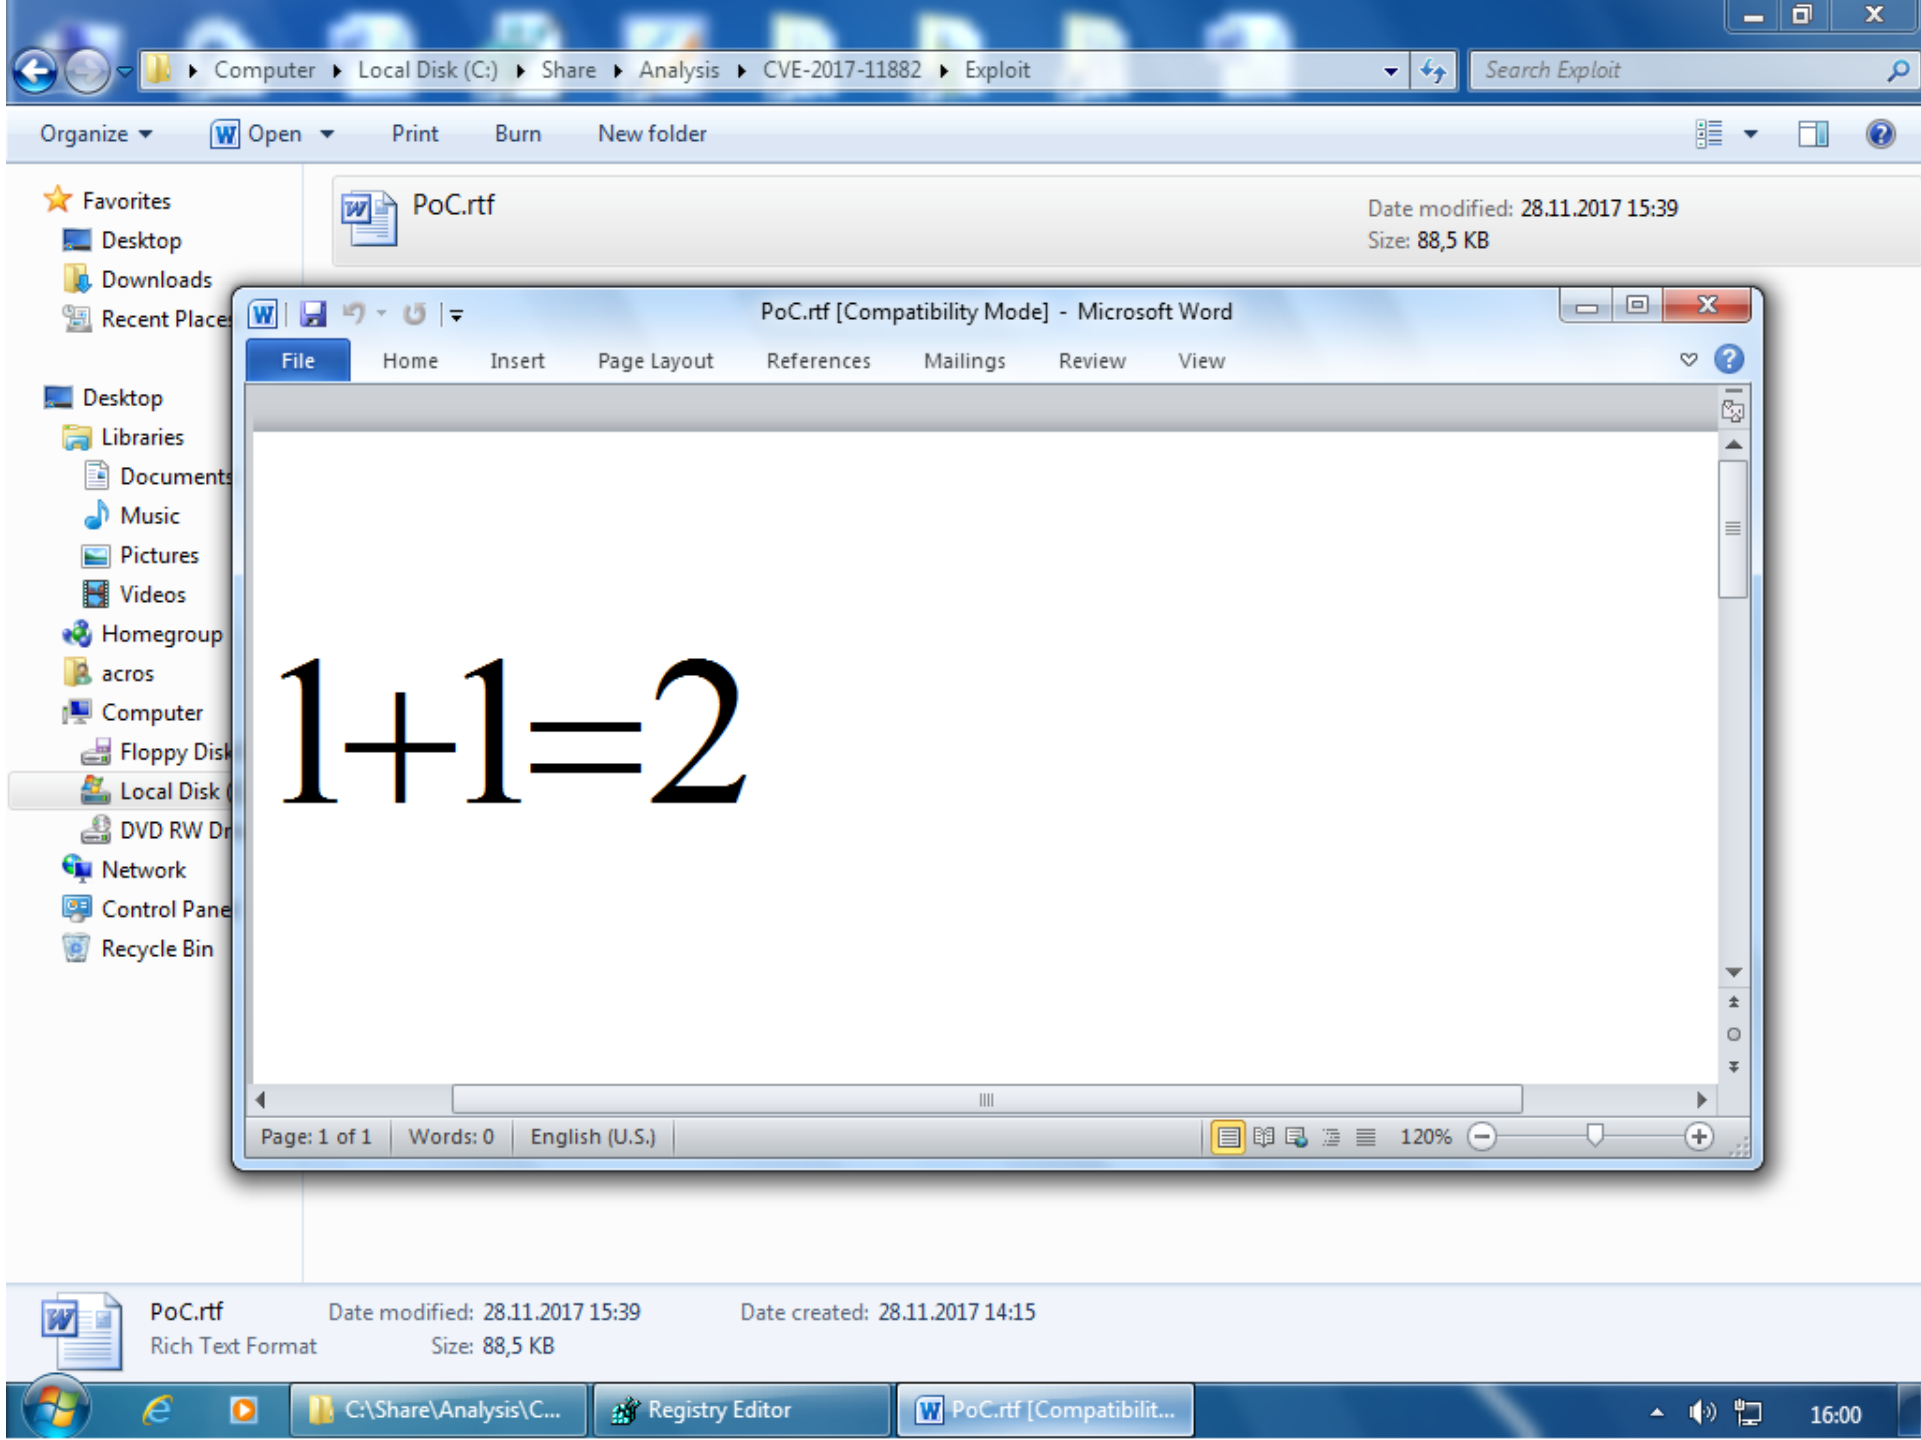 Computer ▸ Local Disk (C:) ▸ Share ▸ Analysis ▸ CVE-2017-11882 ▸ Exploit
Search Exploit
Organize Open Print Burn New folder
Favorites
Desktop
Downloads
Recent Places
Desktop
Libraries
Documents
Music
Pictures
Videos
Homegroup
acros
Computer
Floppy Disk
Local Disk (
DVD RW Dr
Network
Control Pane
Recycle Bin
PoC.rtf
Date modified: 28.11.2017 15:39
Size: 88,5 KB
PoC.rtf [Compatibility Mode] - Microsoft Word
File Home Insert Page Layout References Mailings Review View
1+1=2
Page: 1 of 1 Words: 0 English (U.S.) 120%
PoC.rtf Date modified: 28.11.2017 15:39 Date created: 28.11.2017 14:15
Rich Text Format Size: 88,5 KB
C:\Share\Analysis\C... Registry Editor PoC.rtf [Compatibilit... 16:00